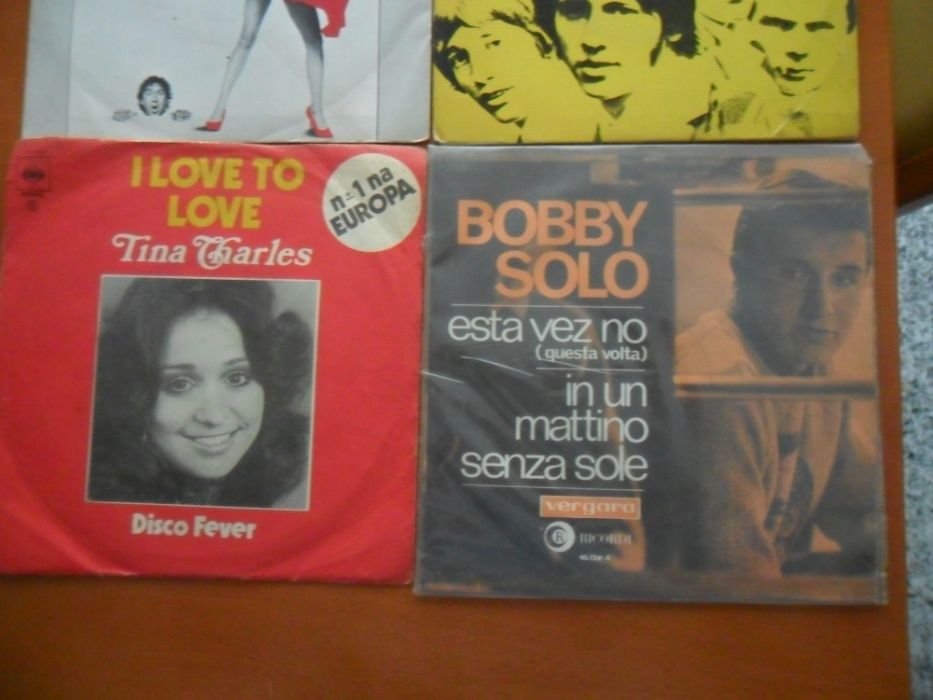 I LOVE TO
LOVE
Tina Charles
nº1 na
EUROPA
Disco Fever
BOBBY
SOLO
esta vez no
(questa volta)
in un
mattino
senza sole
vergara
RICORDI